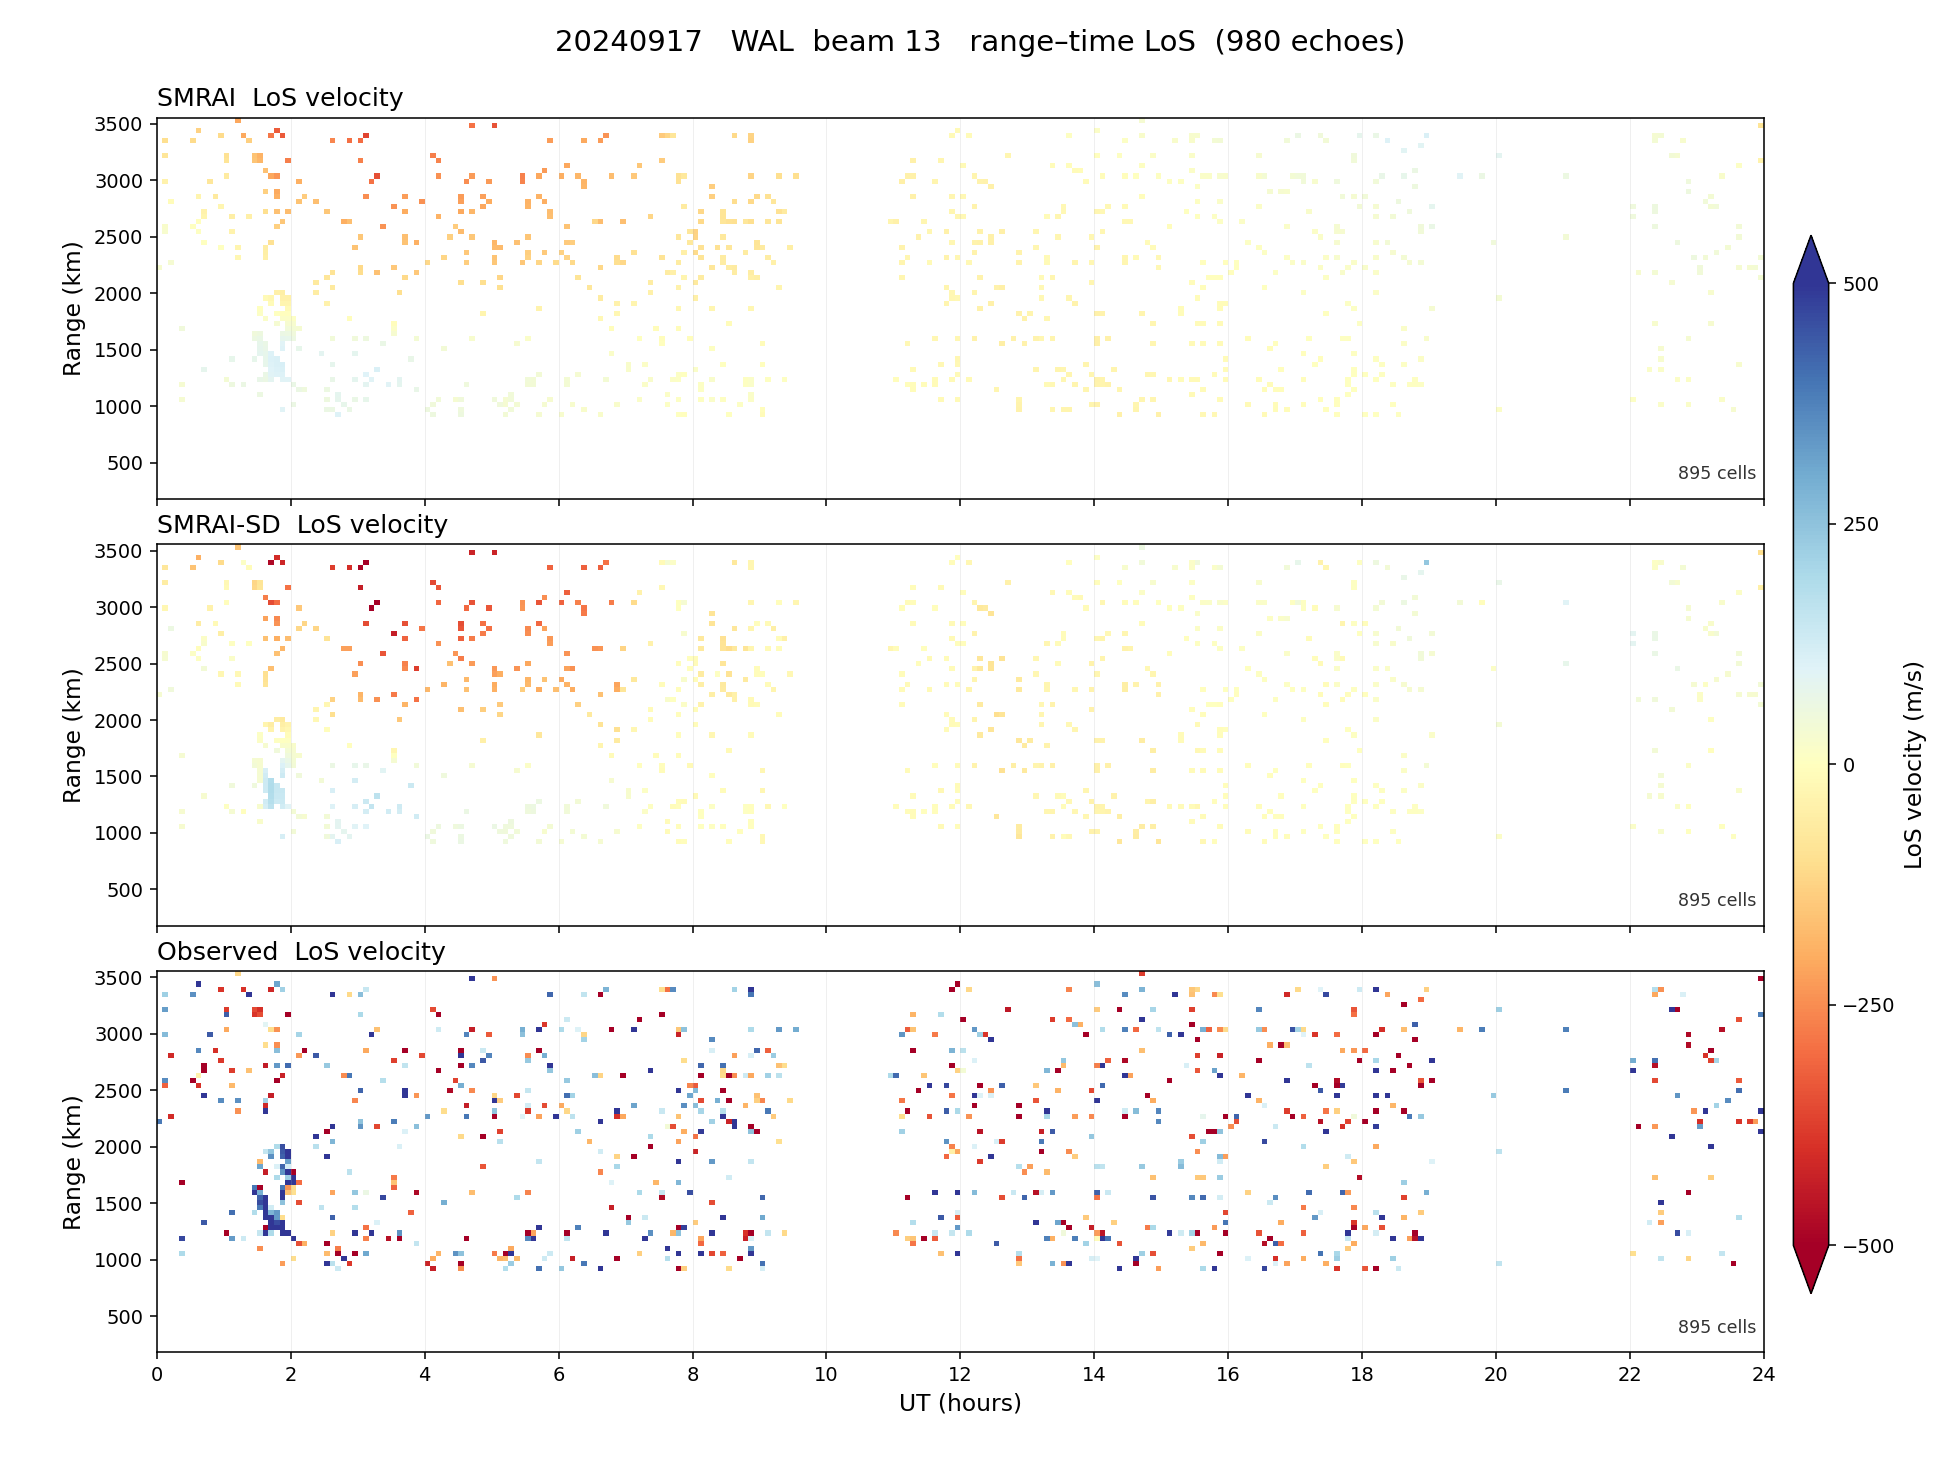 20240917   WAL  beam 13   range–time LoS  (980 echoes)
SMRAI  LoS velocity
3500
3000
2500
2000
1500
1000
500
Range (km)
895 cells
SMRAI-SD  LoS velocity
3500
3000
2500
2000
1500
1000
500
Range (km)
895 cells
Observed  LoS velocity
3500
3000
2500
2000
1500
1000
500
Range (km)
895 cells
0 2 4 6 8 10 12 14 16 18 20 22 24
UT (hours)
500
250
0
−250
−500
LoS velocity (m/s)